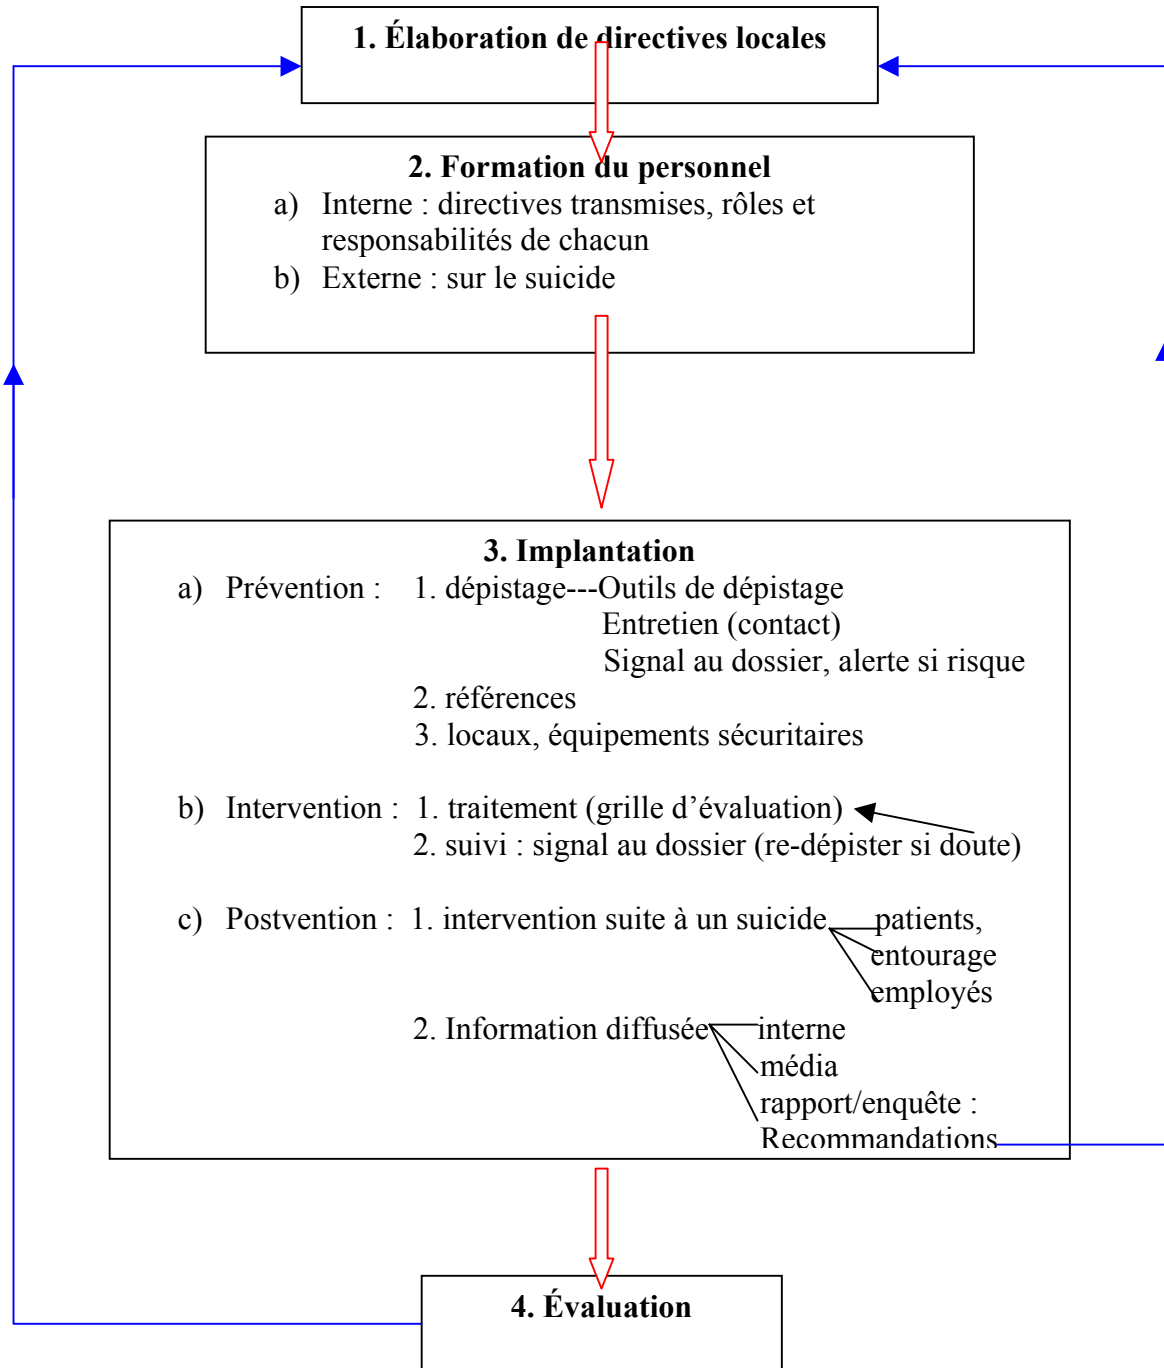 1. Élaboration de directives locales
2. Formation du personnel
a) Interne : directives transmises, rôles et
responsabilités de chacun
b) Externe : sur le suicide
3. Implantation
a) Prévention : 1. dépistage---Outils de dépistage
Entretien (contact)
Signal au dossier, alerte si risque
2. références
3. locaux, équipements sécuritaires
b) Intervention : 1. traitement (grille d’évaluation)
2. suivi : signal au dossier (re-dépister si doute)
c) Postvention : 1. intervention suite à un suicide patients,
entourage
employés
2. Information diffusée interne
média
rapport/enquête :
Recommandations
4. Évaluation